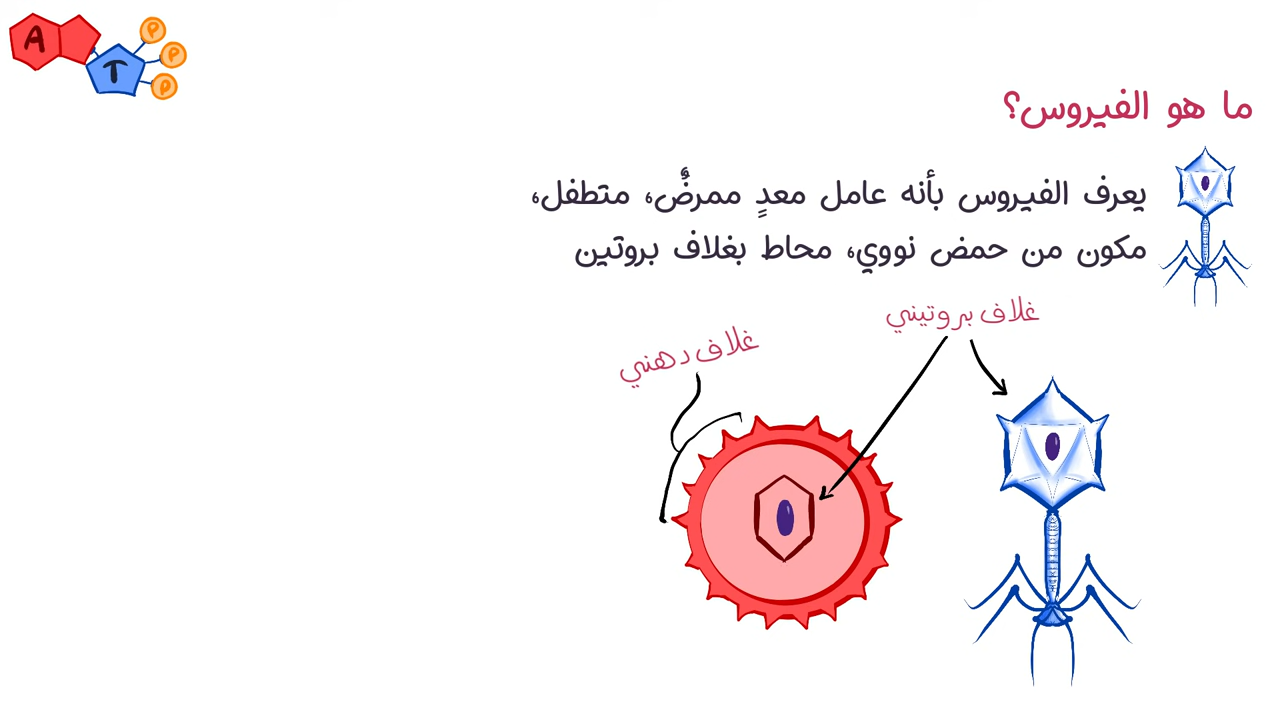 A
T
P
P
P
ما هو الفيروس؟
يعرف الفيروس بأنه عامل معدٍ ممرضٌ، متطفل،
مكون من حمض نووي، محاط بغلاف بروتين
غلاف بروتيني
غلاف دهني